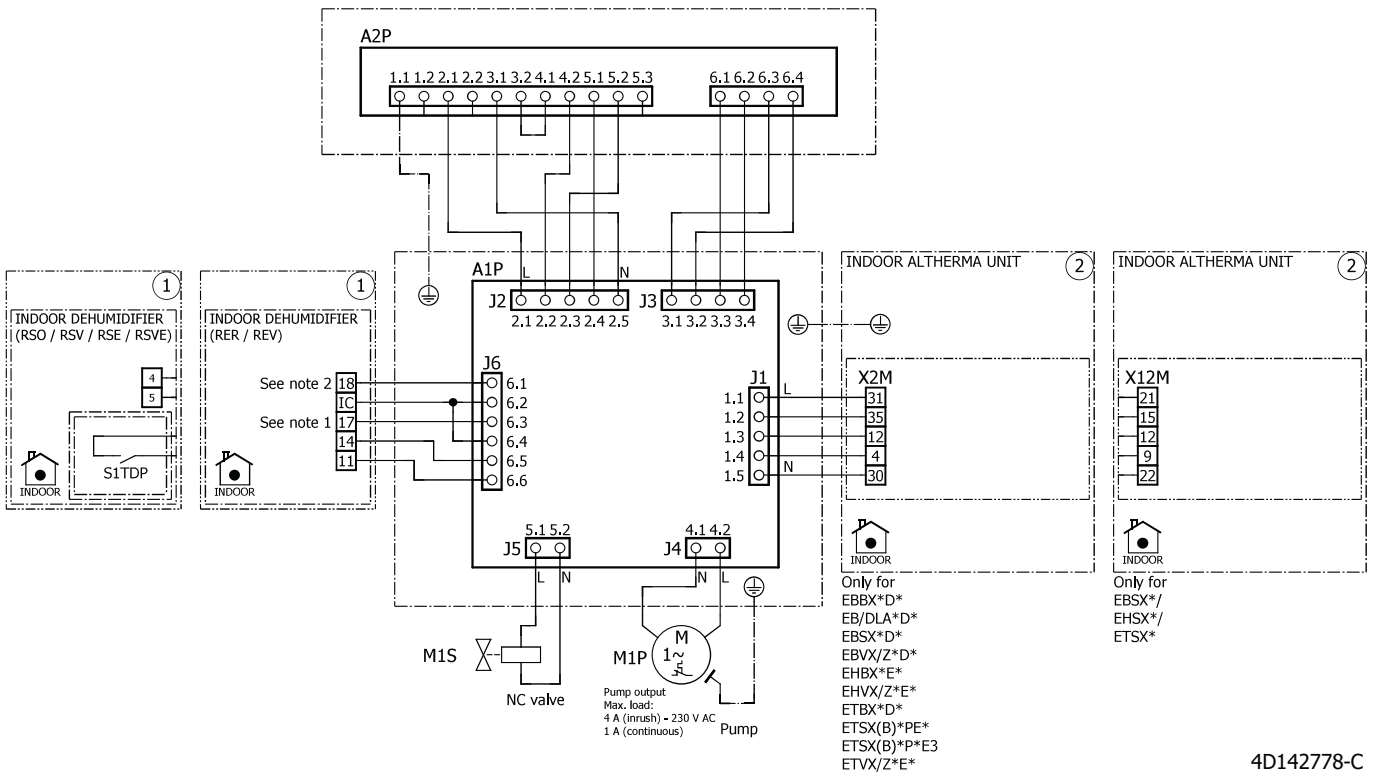 A2P
1.1 1.2 2.1 2.2 3.1 3.2 4.1 4.2 5.1 5.2 5.3
6.1 6.2 6.3 6.4
1
INDOOR DEHUMIDIFIER
(RSO / RSV / RSE / RSVE)
4
5
S1TDP
INDOOR
1
INDOOR DEHUMIDIFIER
(RER / REV)
See note 2
18
IC
See note 1
17
14
11
INDOOR
A1P
L
N
J2
2.1 2.2 2.3 2.4 2.5
J3
3.1 3.2 3.3 3.4
J6
6.1
6.2
6.3
6.4
6.5
6.6
J1
1.1
1.2
1.3
1.4
1.5
L
N
5.1 5.2
J5
L
N
4.1 4.2
J4
N
L
M1S
NC valve
M1P
M
1~
Pump output
Max. load:
4 A (inrush) - 230 V AC
1 A (continuous)
Pump
INDOOR ALTHERMA UNIT
2
X2M
31
35
12
4
30
INDOOR
Only for
EBBX*D*
EB/DLA*D*
EBSX*D*
EBVX/Z*D*
EHBX*E*
EHVX/Z*E*
ETBX*D*
ETSX(B)*PE*
ETSX(B)*P*E3
ETVX/Z*E*
INDOOR ALTHERMA UNIT
2
X12M
21
15
12
9
22
INDOOR
Only for
EBSX*/
EHSX*/
ETSX*
4D142778-C